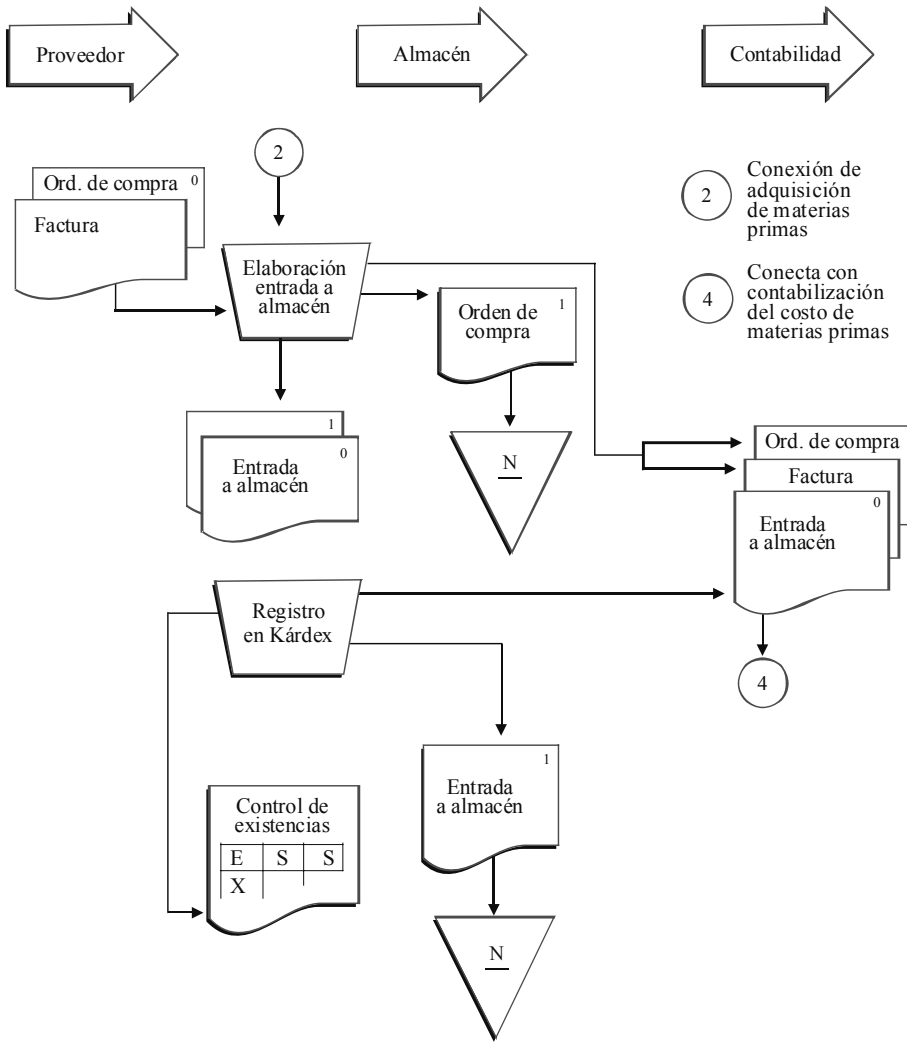 Proveedor
Almacén
Contabilidad
2
Ord. de compra 0
Factura
2
Conexión de
adquisición
de materias
primas
Elaboración
entrada a
almacén
4
Conecta con
contabilización
del costo de
materias primas
Orden de 1
compra
1
0
Entrada
a almacén
N
Ord. de compra
Factura
0
Entrada
a almacén
Registro
en Kárdex
4
1
Entrada
a almacén
Control de
existencias
E S S
X
N